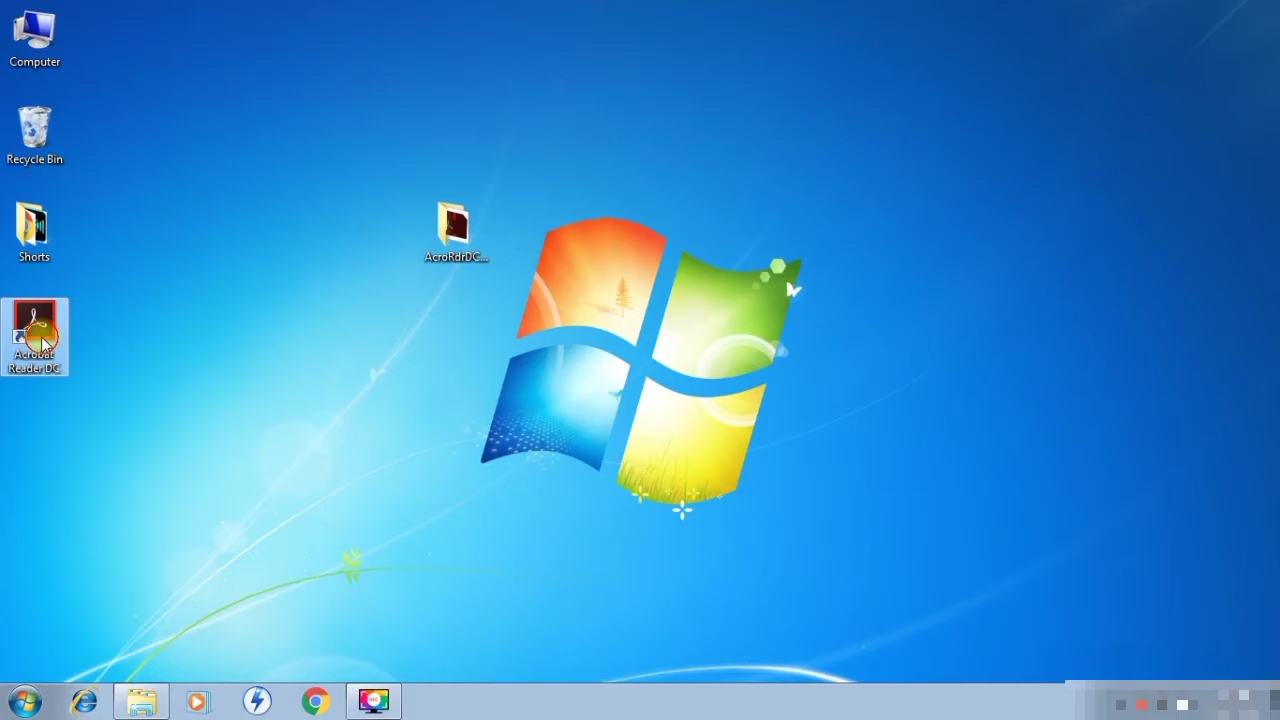 Computer
Recycle Bin
Shorts
AcroRdrDC...
Acrobat
Reader DC